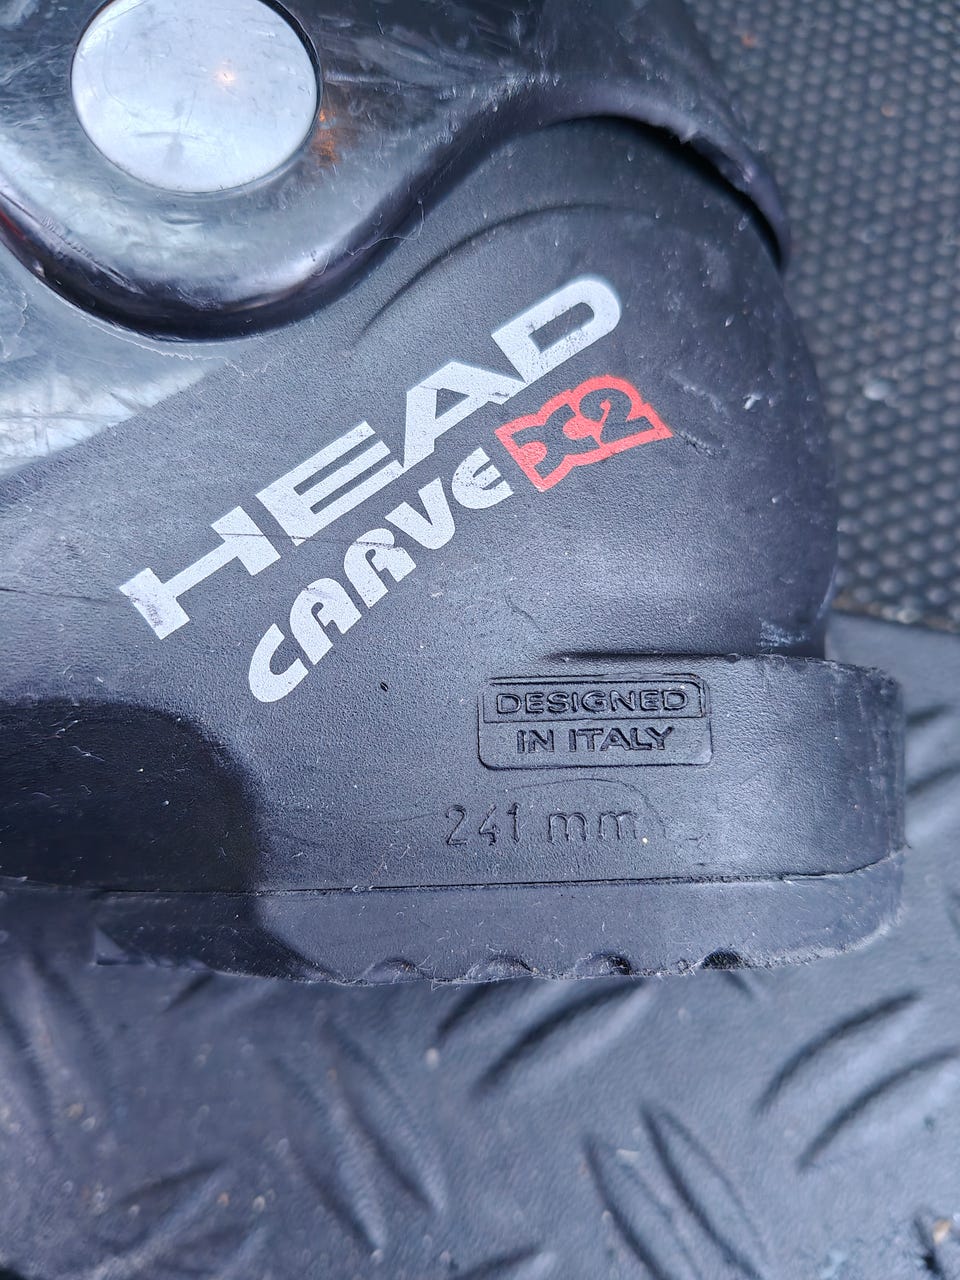 HEAD
CARVE X2
DESIGNED
IN ITALY
241 mm